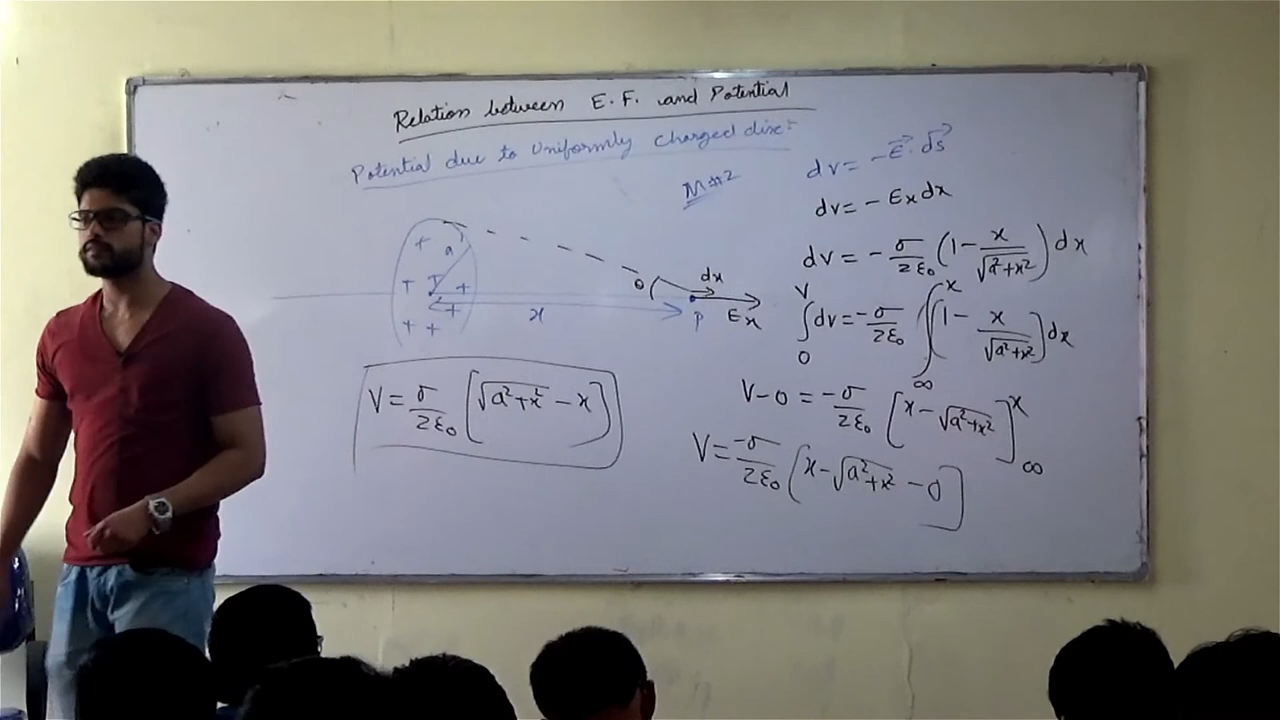 Relation between E.F. and Potential
Potential due to Uniformly charged disc:-
M#2
+ a
+ +
+
+ +
x
θ
dx
P
Ex
V = σ/2ε₀ [√a²+x² - x]
dv = -E⃗.ds⃗
dv = - Ex dx
dv = - σ/2ε₀ (1 - x/√a²+x²) dx
∫₀^V dv = -σ/2ε₀ ∫_∞^x (1 - x/√a²+x²) dx
V-0 = -σ/2ε₀ [x - √a²+x²]_∞^x
V = -σ/2ε₀ [x - √a²+x² - 0]